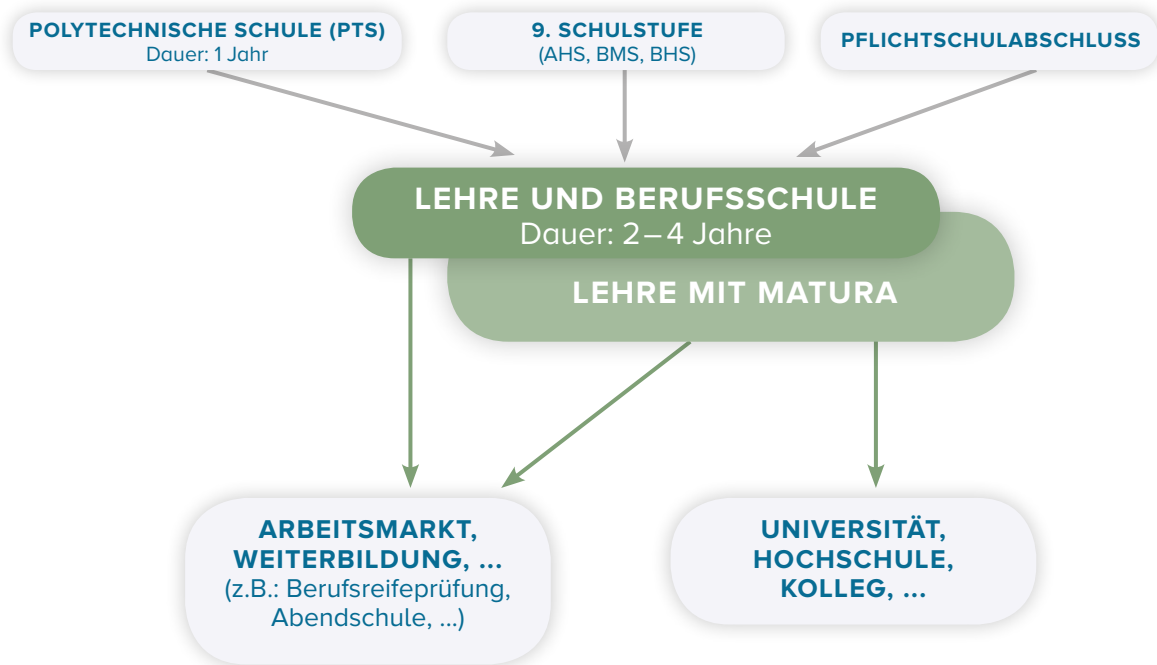 POLYTECHNISCHE SCHULE (PTS)
Dauer: 1 Jahr
9. SCHULSTUFE
(AHS, BMS, BHS)
PFLICHTSCHULABSCHLUSS
LEHRE UND BERUFSSCHULE
Dauer: 2–4 Jahre
LEHRE MIT MATURA
ARBEITSMARKT,
WEITERBILDUNG, ...
(z.B.: Berufsreifeprüfung,
Abendschule, ...)
UNIVERSITÄT,
HOCHSCHULE,
KOLLEG, ...